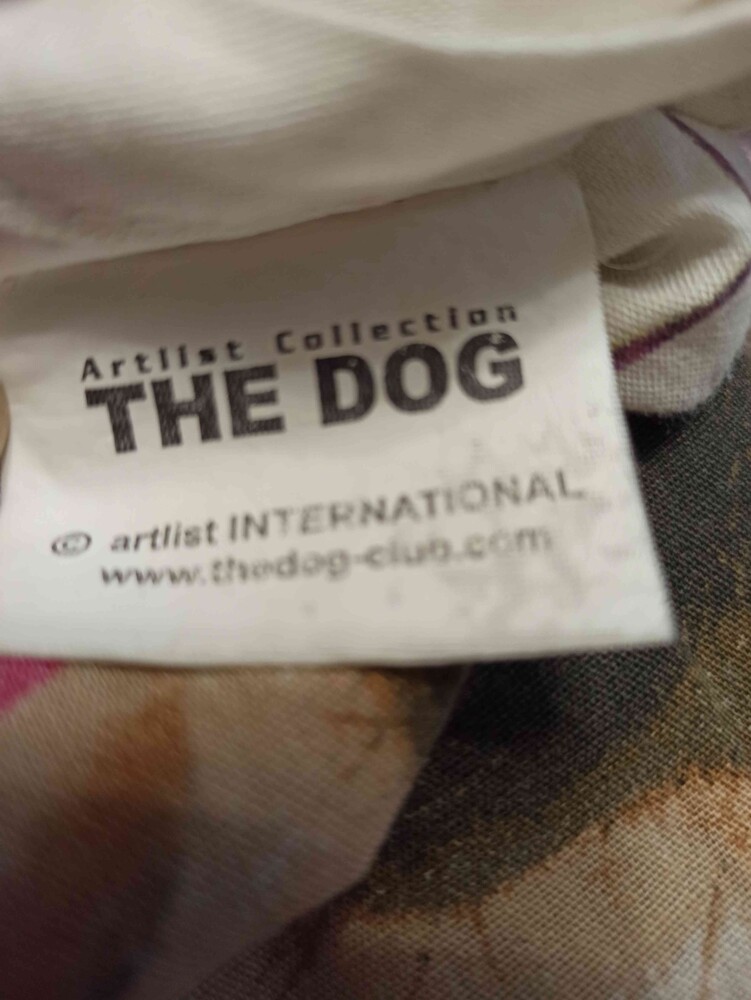 Artlist Collection
THE DOG
© artlist INTERNATIONAL
www.thedog-club.com